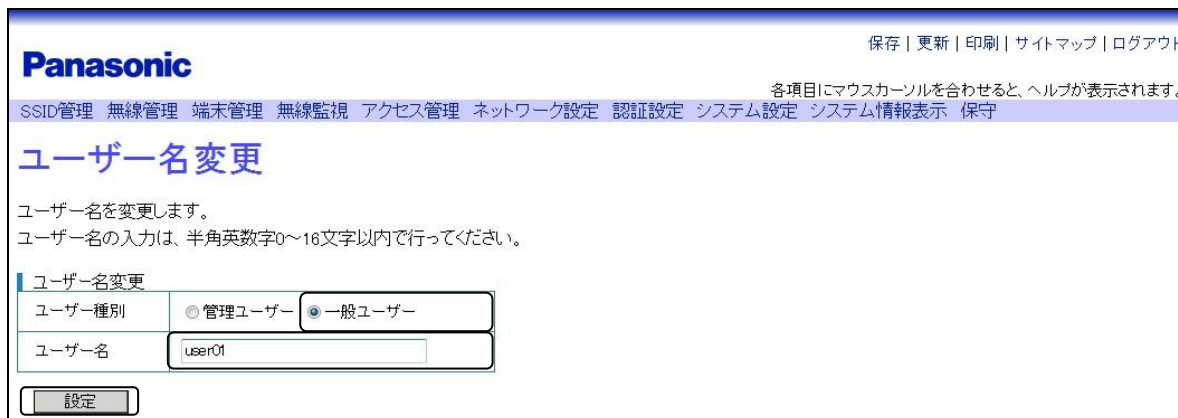 保存 | 更新 | 印刷 | サイトマップ | ログアウト
Panasonic
各項目にマウスカーソルを合わせると、ヘルプが表示されます。
SSID管理 無線管理 端末管理 無線監視 アクセス管理 ネットワーク設定 認証設定 システム設定 システム情報表示 保守
ユーザー名変更
ユーザー名を変更します。
ユーザー名の入力は、半角英数字0～16文字以内で行ってください。
ユーザー名変更
ユーザー種別 管理ユーザー 一般ユーザー
ユーザー名 user01
設定